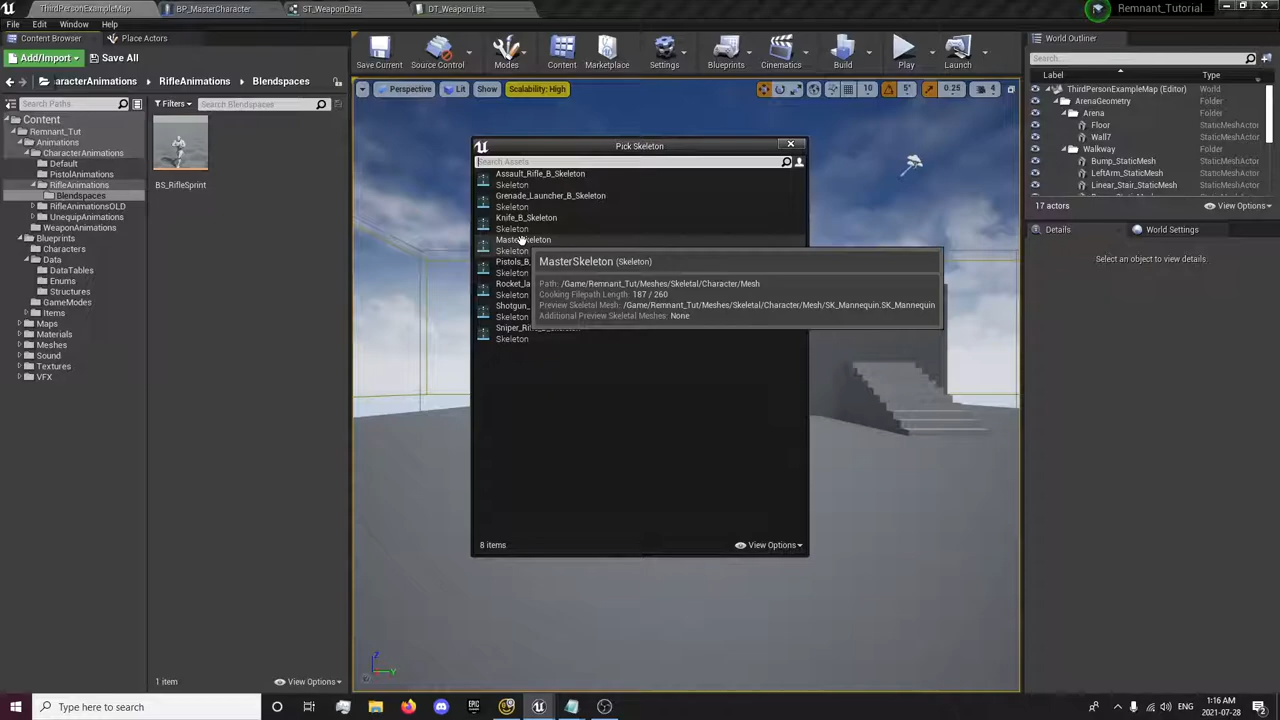 ThirdPersonExampleMap
BP_MasterCharacter
ST_WeaponData
DT_WeaponList
Remnant_Tutorial
File Edit Window Help
Content Browser
Place Actors
Add/Import
Save All
Save Current
Source Control
Modes
Content
Marketplace
Settings
Blueprints
Cinematics
Build
Play
Launch
World Outliner
Search...
Label
Type
ThirdPersonExampleMap (Editor) World
ArenaGeometry Folder
Arena Folder
Floor StaticMeshActor
Wall7 StaticMeshActor
Walkway Folder
Bump_StaticMesh StaticMeshActor
LeftArm_StaticMesh StaticMeshActor
Linear_Stair_StaticMesh StaticMeshActor
17 actors
View Options
Details
World Settings
Select an object to view details.
aracterAnimations RifleAnimations Blendspaces
Search Paths
Filters
Search Blendspaces
Content
Remnant_Tut
Animations
CharacterAnimations
Default
PistolAnimations
RifleAnimations
Blendspaces
RifleAnimationsOLD
UnequipAnimations
WeaponAnimations
Blueprints
Characters
Data
DataTables
Enums
Structures
GameModes
Items
Maps
Materials
Meshes
Sound
Textures
VFX
BS_RifleSprint
1 item
View Options
Perspective
Lit
Show
Scalability: High
10
5°
0.25
4
Pick Skeleton
Search Assets
Assault_Rifle_B_Skeleton
Skeleton
Grenade_Launcher_B_Skeleton
Skeleton
Knife_B_Skeleton
Skeleton
MasterSkeleton
Skeleton
Pistols_B_
Skeleton
Rocket_la
Skeleton
Shotgun_
Skeleton
Skeleton
MasterSkeleton (Skeleton)
Path: /Game/Remnant_Tut/Meshes/Skeletal/Character/Mesh
Cooking Filepath Length: 187 / 260
Preview Skeletal Mesh: /Game/Remnant_Tut/Meshes/Skeletal/Character/Mesh/SK_Mannequin.SK_Mannequin
Additional Preview Skeletal Meshes: None
8 items
View Options
Z
Y
Type here to search
EPIC
ENG
1:16 AM
2021-07-28
2